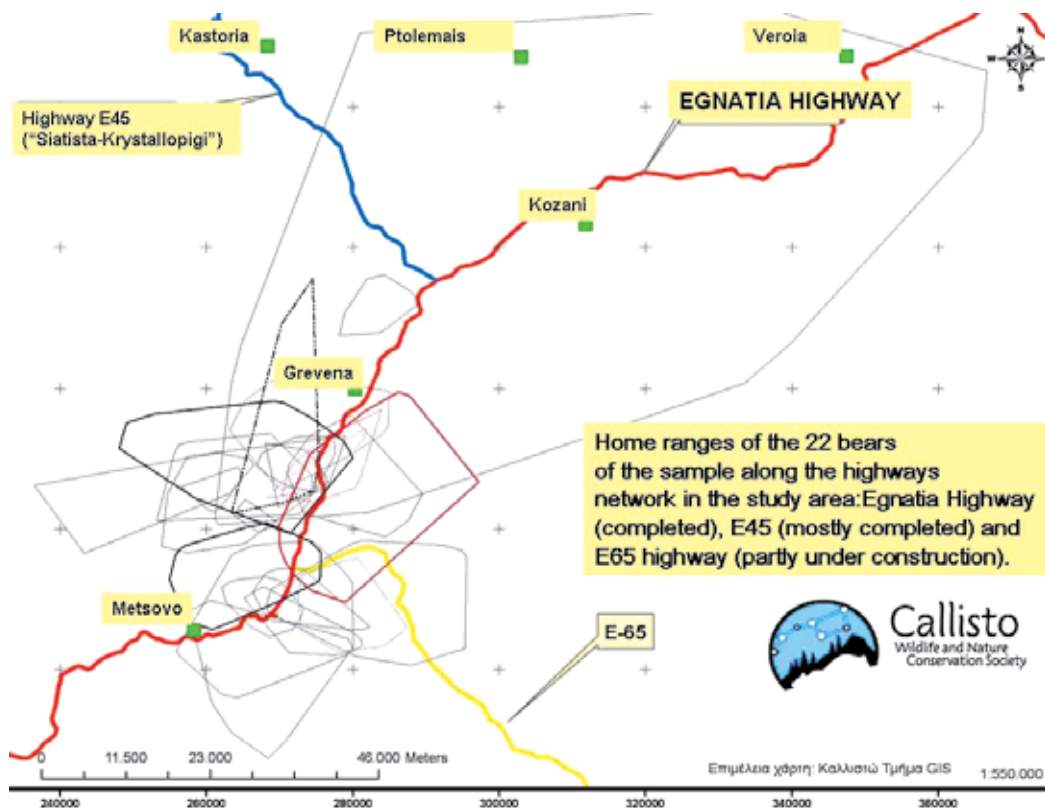 Kastoria
Ptolemais
Veroia
N
W
E
S
Highway E45
("Siatista-Krystallopigi")
EGNATIA HIGHWAY
Kozani
Grevena
Home ranges of the 22 bears
of the sample along the highways
network in the study area:Egnatia Highway
(completed), E45 (mostly completed) and
E65 highway (partly under construction).
Metsovo
E-65
Callisto
Wildlife and Nature
Conservation Society
0 11.500 23.000 46.000 Meters
Επιμέλεια χάρτη: Καλλιστώ Τμήμα GIS
1:550.000
240000 260000 280000 300000 320000 340000 360000